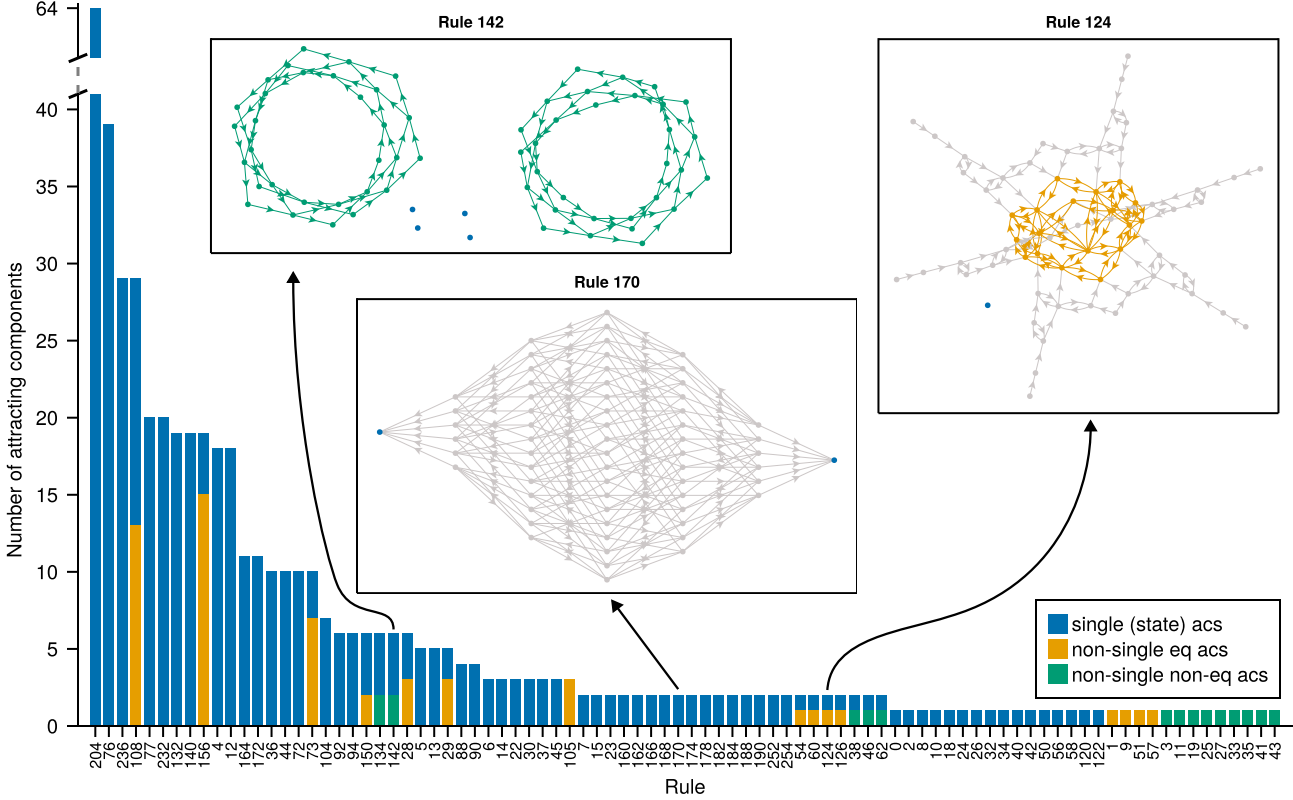 Rule 142
Rule 124
Rule 170
64
40
35
30
25
20
15
10
5
0
Number of attracting components
single (state) acs
non-single eq acs
non-single non-eq acs
204 76 236 108 77 232 132 140 156 4 12 164 172 36 44 72 73 104 92 94 150 134 142 28 5 13 29 88 90 6 14 22 30 37 45 105 7 15 23 160 162 166 168 170 174 178 182 184 188 190 252 254 54 60 124 126 38 46 62 0 2 8 10 18 24 26 32 34 40 42 50 56 58 120 122 1 9 51 57 3 11 19 25 27 33 35 41 43
Rule